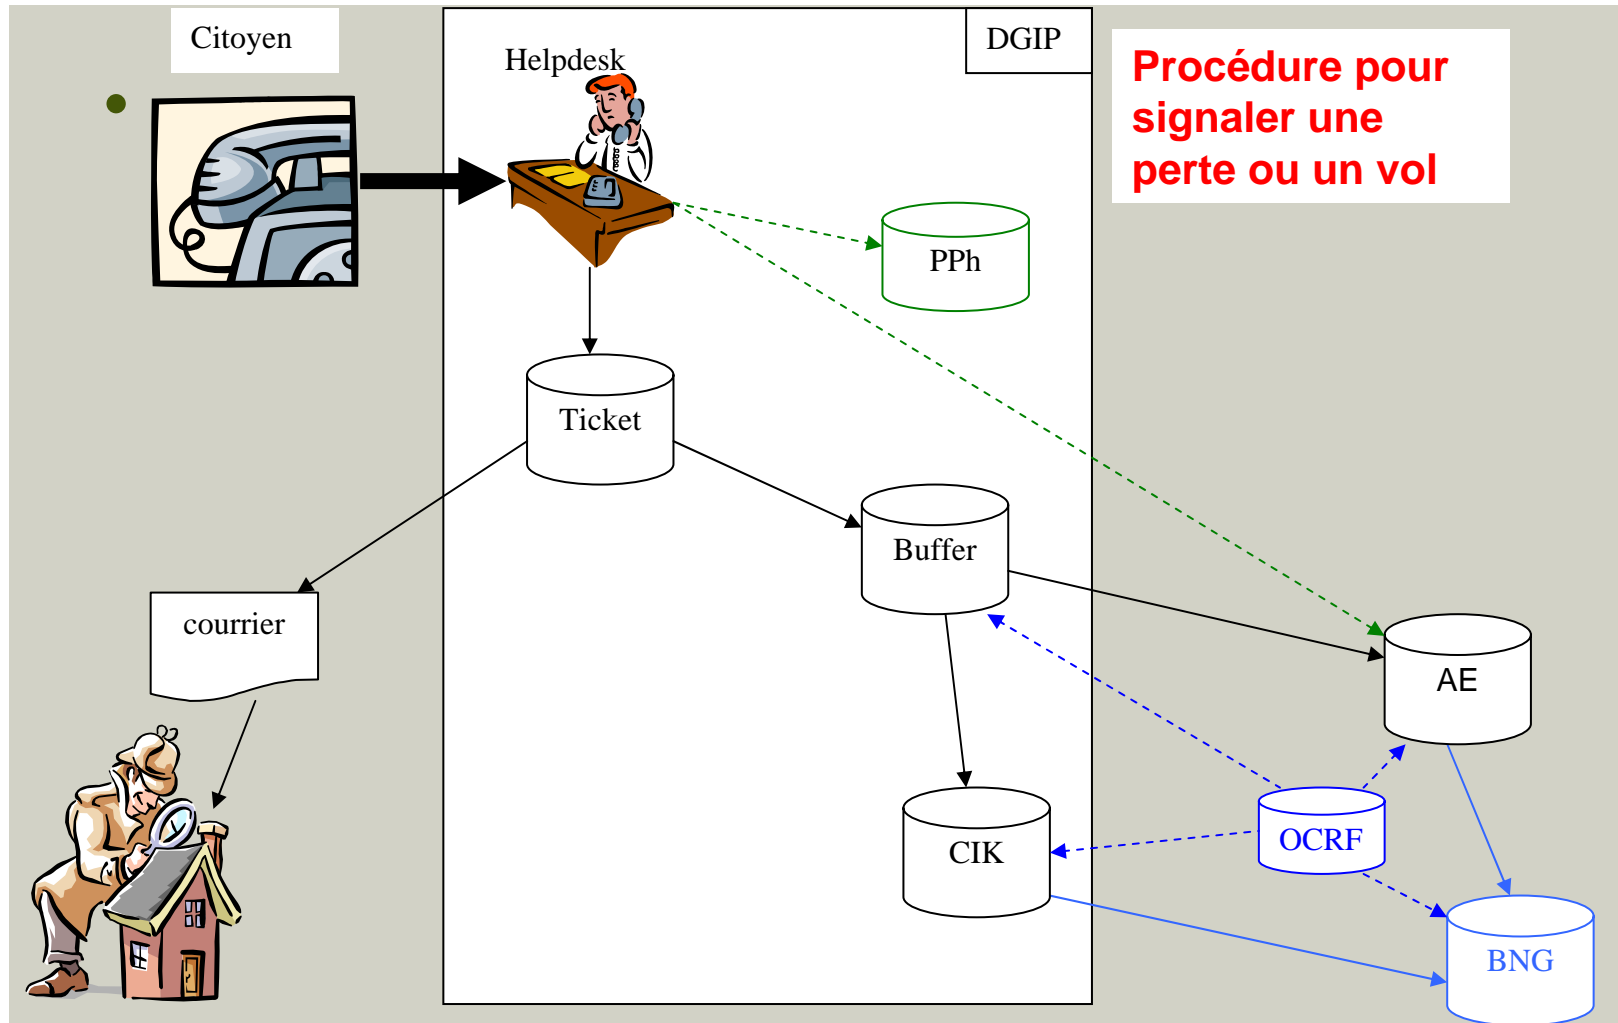 Citoyen
Helpdesk
DGIP
Procédure pour
signaler une
perte ou un vol
PPh
Ticket
Buffer
courrier
AE
OCRF
CIK
BNG